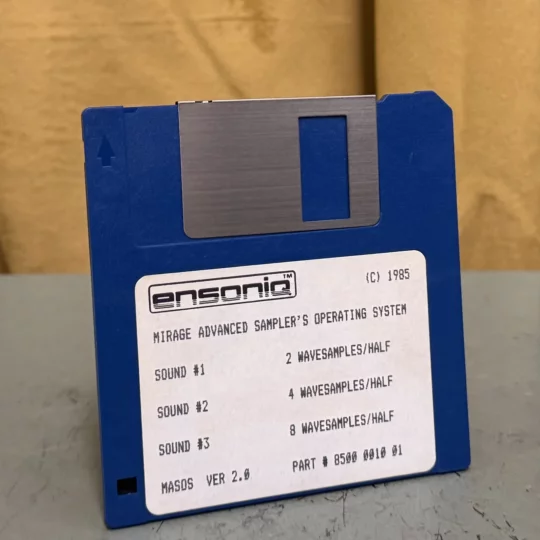 ensoniq™
(C) 1985
MIRAGE ADVANCED SAMPLER'S OPERATING SYSTEM
SOUND #1 2 WAVESAMPLES/HALF
SOUND #2 4 WAVESAMPLES/HALF
SOUND #3 8 WAVESAMPLES/HALF
MASOS VER 2.0 PART # 8500 0010 01